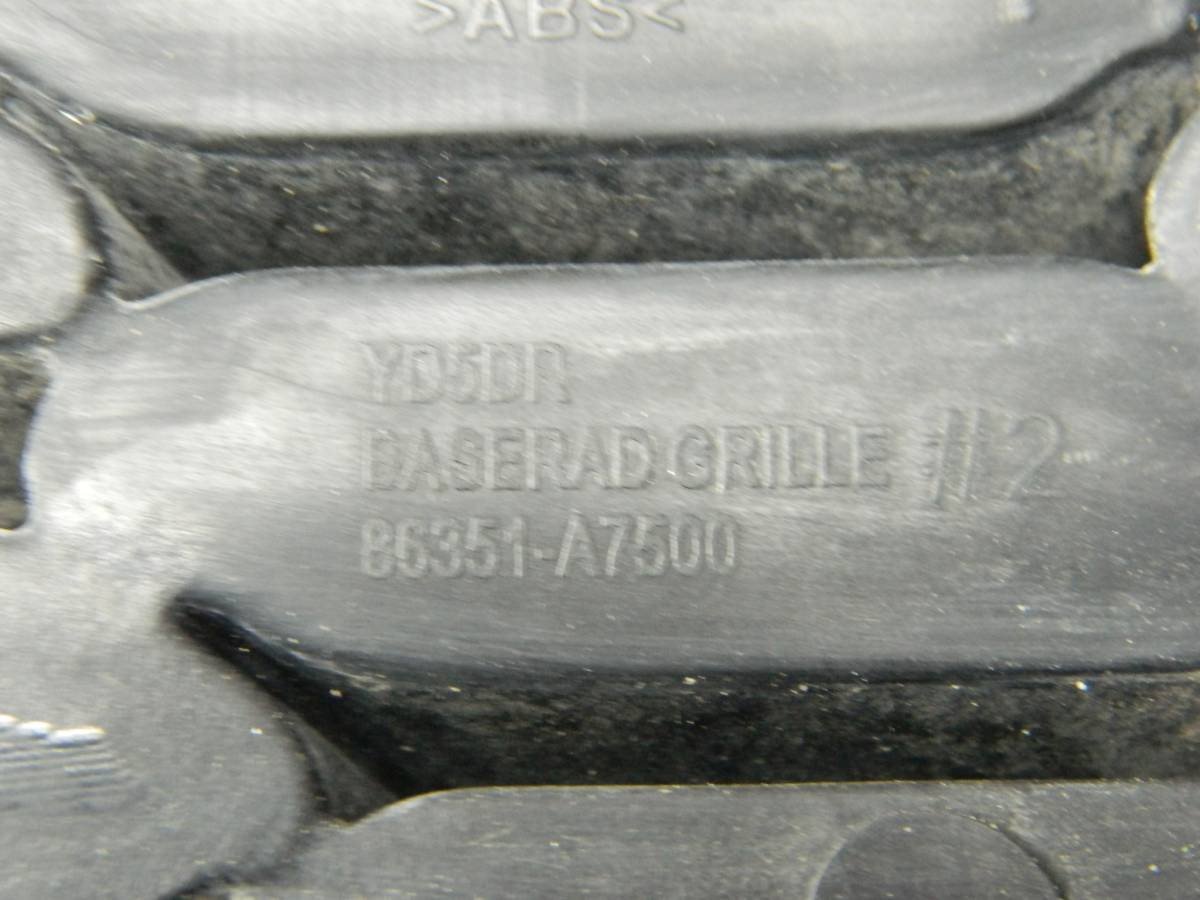 >ABS<
YD5DR
BASERAD GRILLE #2
86351-A7500